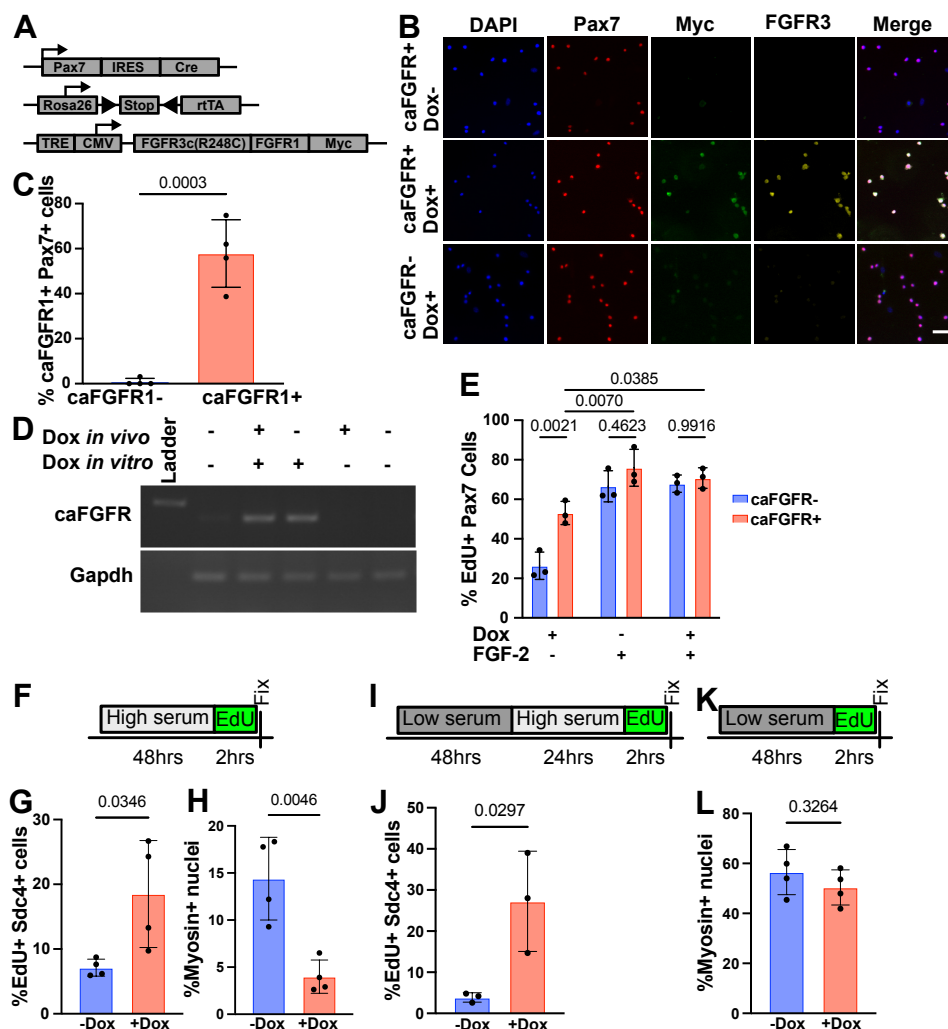 A
Pax7 IRES Cre
Rosa26 Stop rtTA
TRE CMV FGFR3c(R248C) FGFR1 Myc
B
DAPI Pax7 Myc FGFR3 Merge
caFGFR+
Dox-
caFGFR+
Dox+
caFGFR-
Dox+
C
0.0003
% caFGFR1+ Pax7+ cells
80
60
40
20
0
caFGFR1- caFGFR1+
D
Ladder
Dox in vivo - + - + -
Dox in vitro - + + - -
caFGFR
Gapdh
E
0.0385
0.0070
0.0021 0.4623 0.9916
% EdU+ Pax7 Cells
100
80
60
40
20
0
caFGFR-
caFGFR+
Dox + - +
FGF-2 - + +
F
High serum EdU Fix
48hrs 2hrs
I
Low serum High serum EdU Fix
48hrs 24hrs 2hrs
K
Low serum EdU Fix
48hrs 2hrs
G
0.0346
%EdU+ Sdc4+ cells
30
20
10
0
-Dox +Dox
H
0.0046
%Myosin+ nuclei
20
15
10
5
0
-Dox +Dox
J
0.0297
%EdU+ Sdc4+ cells
50
40
30
20
10
0
-Dox +Dox
L
0.3264
%Myosin+ nuclei
80
60
40
20
0
-Dox +Dox